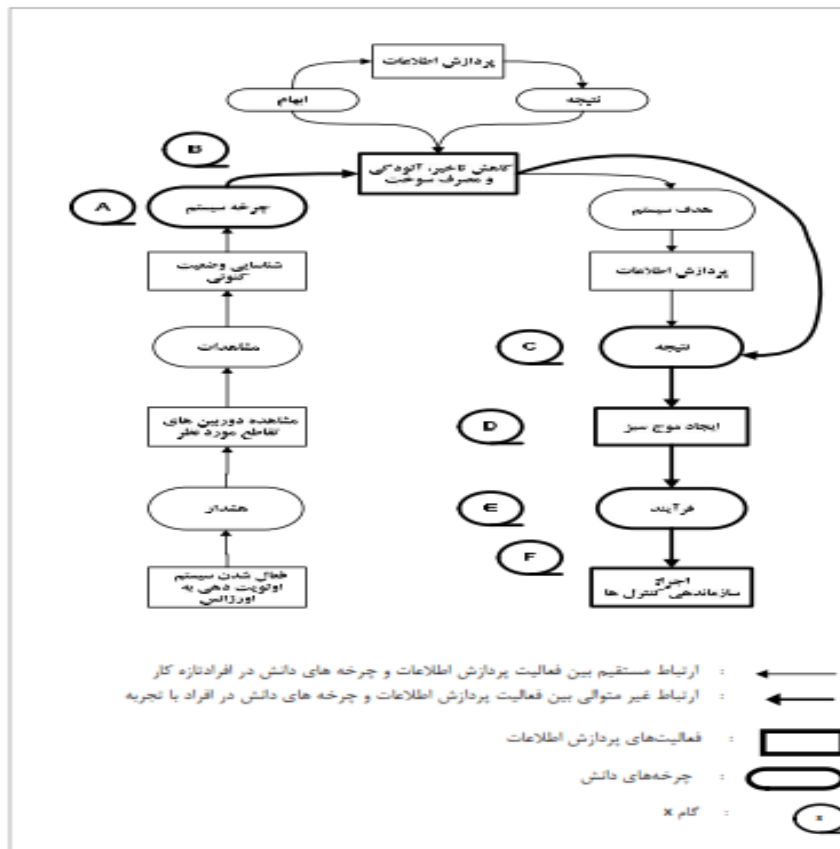 پردازش اطلاعات
ابهام
نتیجه
B
کاهش تاخیر، آلودگی
و مصرف سوخت
A
چرخه سیستم
هدف سیستم
شناسایی وضعیت
کنونی
پردازش اطلاعات
مشاهدات
C
نتیجه
مشاهده دوربین های
تقاطع مورد نظر
D
ایجاد موج سبز
هشدار
E
فرآیند
F
فعال شدن سیستم
اولویت دهی به
اورژانس
اجرای
سازماندهی کنترل ها
: ارتباط مستقیم بین فعالیت پردازش اطلاعات و چرخه های دانش در افرادتازه کار
: ارتباط غیر متوالی بین فعالیت پردازش اطلاعات و چرخه های دانش در افراد با تجربه
: فعالیت‌های پردازش اطلاعات
: چرخه‌های دانش
x
: گام x